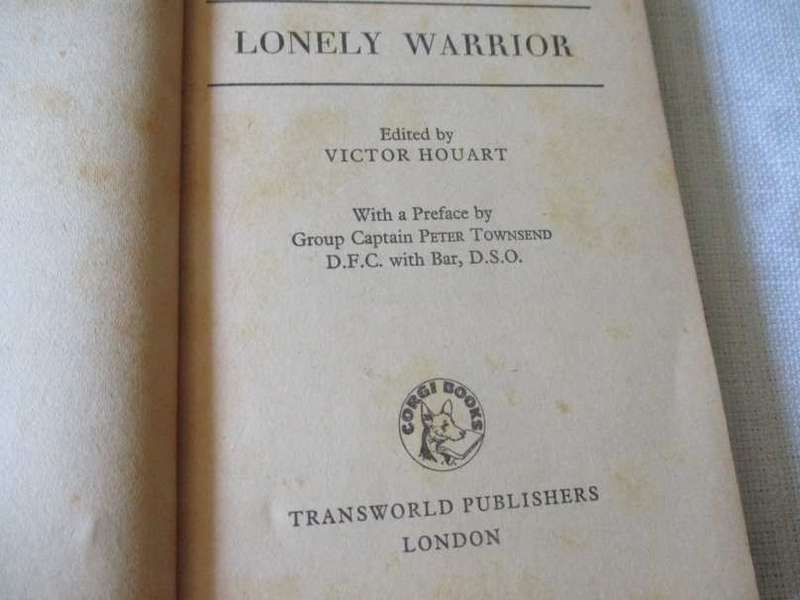 LONELY WARRIOR
Edited by
VICTOR HOUART
With a Preface by
Group Captain PETER TOWNSEND
D.F.C. with Bar, D.S.O.
CORGI BOOKS
TRANSWORLD PUBLISHERS
LONDON